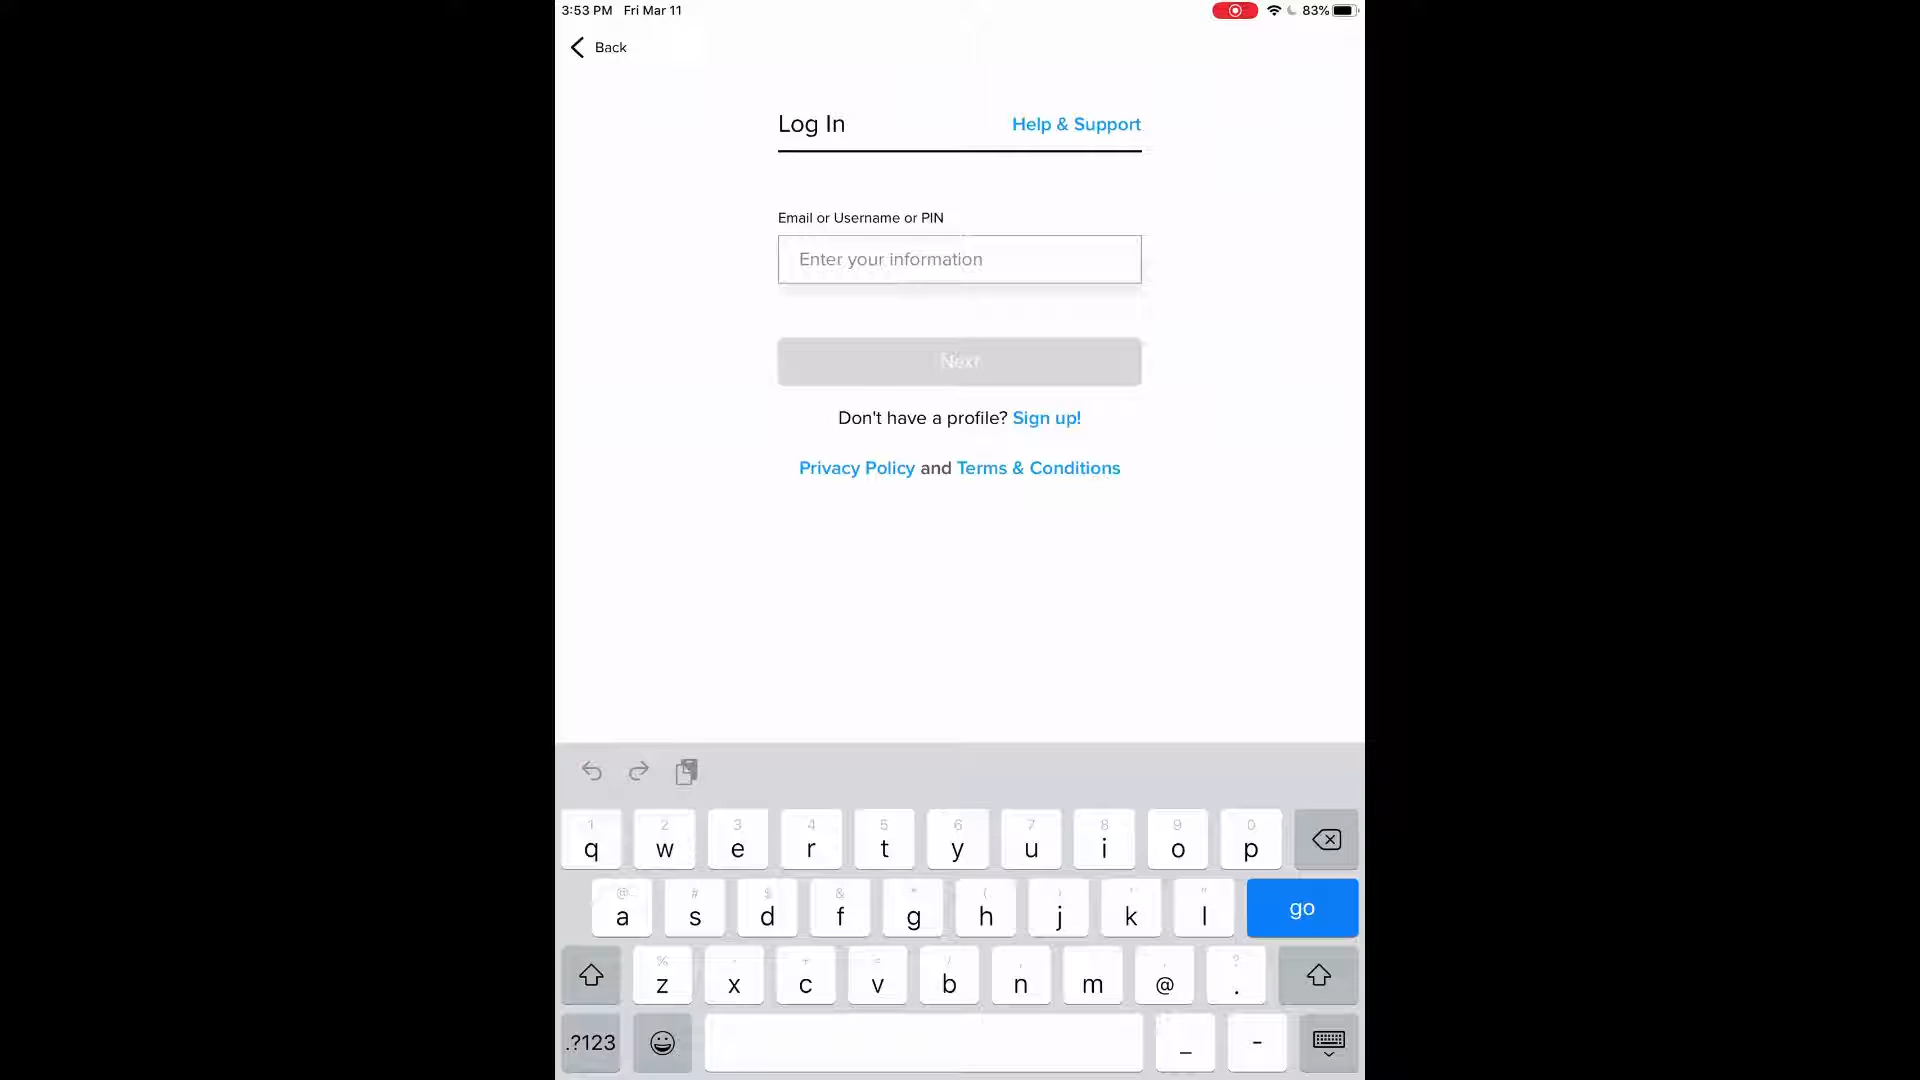 3:53 PM Fri Mar 11 83%
Back
Log In Help & Support
Email or Username or PIN
Enter your information
Next
Don't have a profile? Sign up!
Privacy Policy and Terms & Conditions
1 2 3 4 5 6 7 8 9 0
q w e r t y u i o p
@ # $ & * ( ) ' "
a s d f g h j k l go
% - + = / ; , ?
z x c v b n m @ .
.?123 _ -